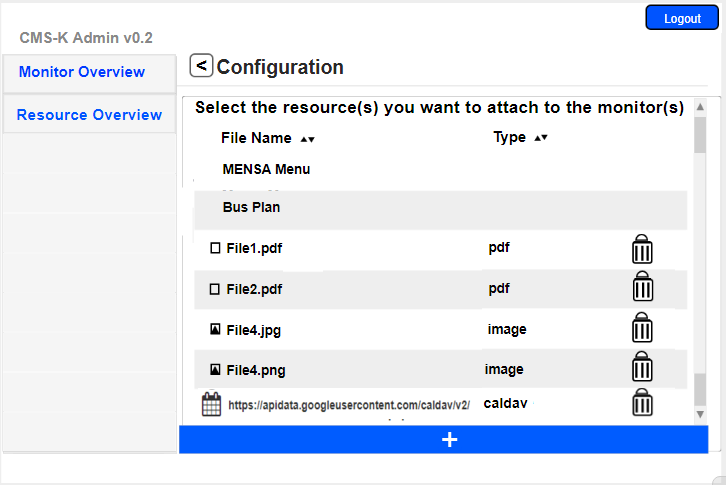 Logout
CMS-K Admin v0.2
Monitor Overview
Resource Overview
< Configuration
Select the resource(s) you want to attach to the monitor(s)
File Name Type
MENSA Menu
Bus Plan
File1.pdf pdf
File2.pdf pdf
File4.jpg image
File4.png image
https://apidata.googleusercontent.com/caldav/v2/ caldav
+